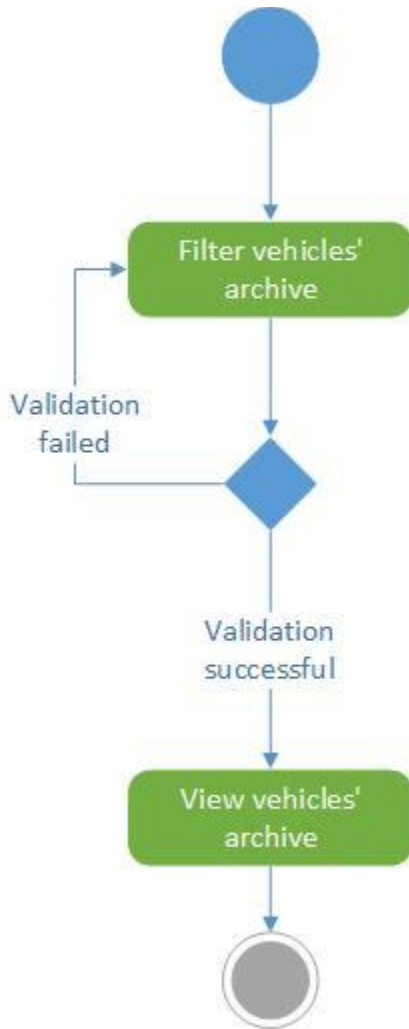 Filter vehicles'
archive
Validation
failed
Validation
successful
View vehicles'
archive